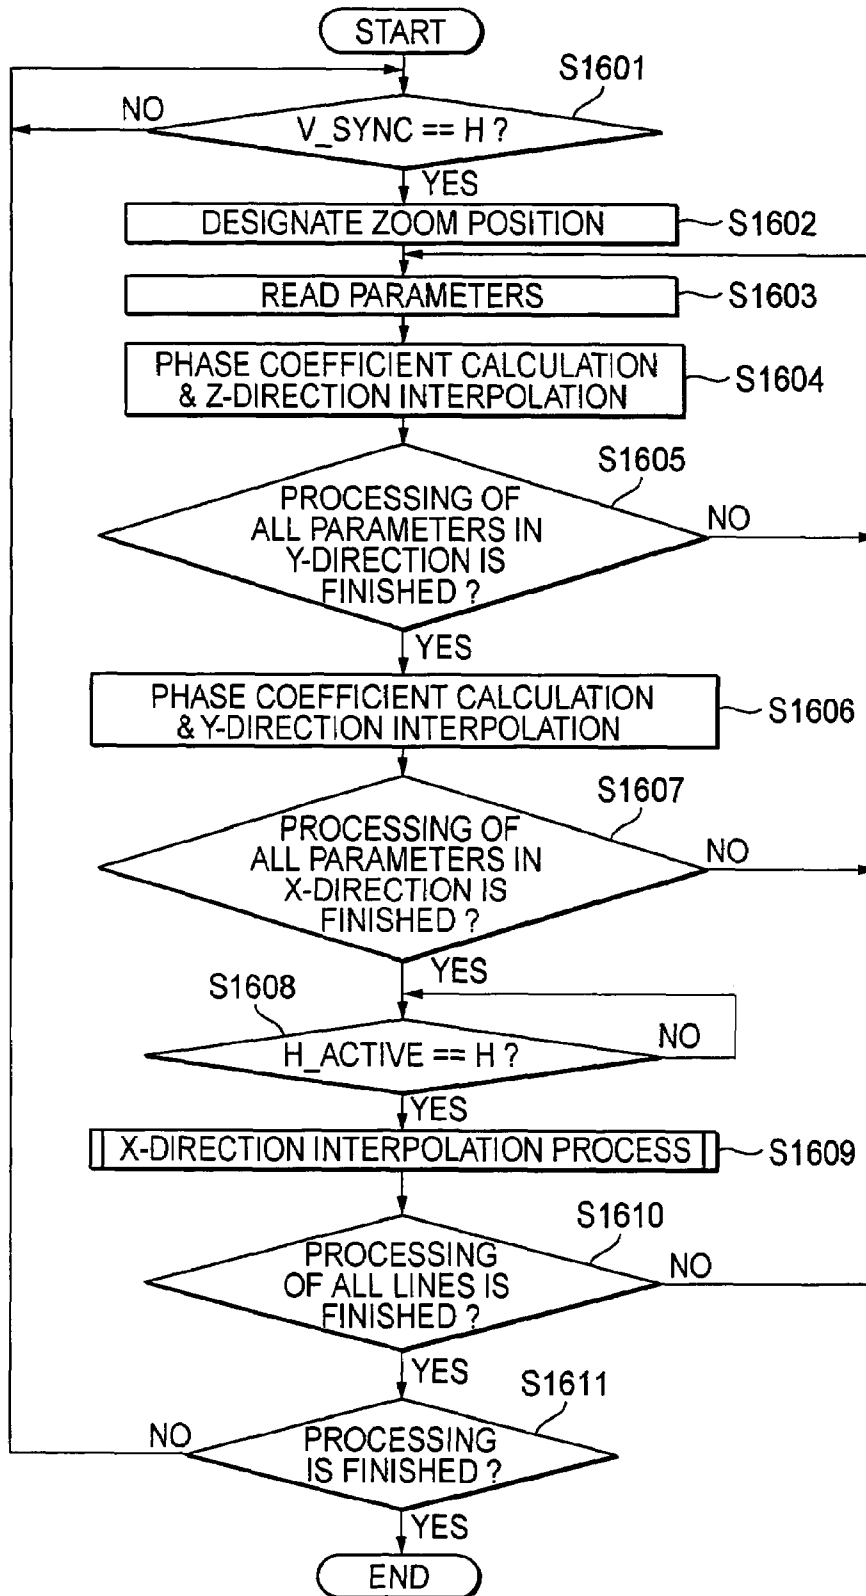 START
S1601
NO
V_SYNC == H ?
YES
DESIGNATE ZOOM POSITION
S1602
READ PARAMETERS
S1603
PHASE COEFFICIENT CALCULATION
& Z-DIRECTION INTERPOLATION
S1604
S1605
PROCESSING OF
ALL PARAMETERS IN
Y-DIRECTION IS
FINISHED ?
NO
YES
PHASE COEFFICIENT CALCULATION
& Y-DIRECTION INTERPOLATION
S1606
S1607
PROCESSING OF
ALL PARAMETERS IN
X-DIRECTION IS
FINISHED ?
NO
YES
S1608
H_ACTIVE == H ?
NO
YES
X-DIRECTION INTERPOLATION PROCESS
S1609
S1610
PROCESSING
OF ALL LINES IS
FINISHED ?
NO
YES
S1611
NO
PROCESSING
IS FINISHED ?
YES
END